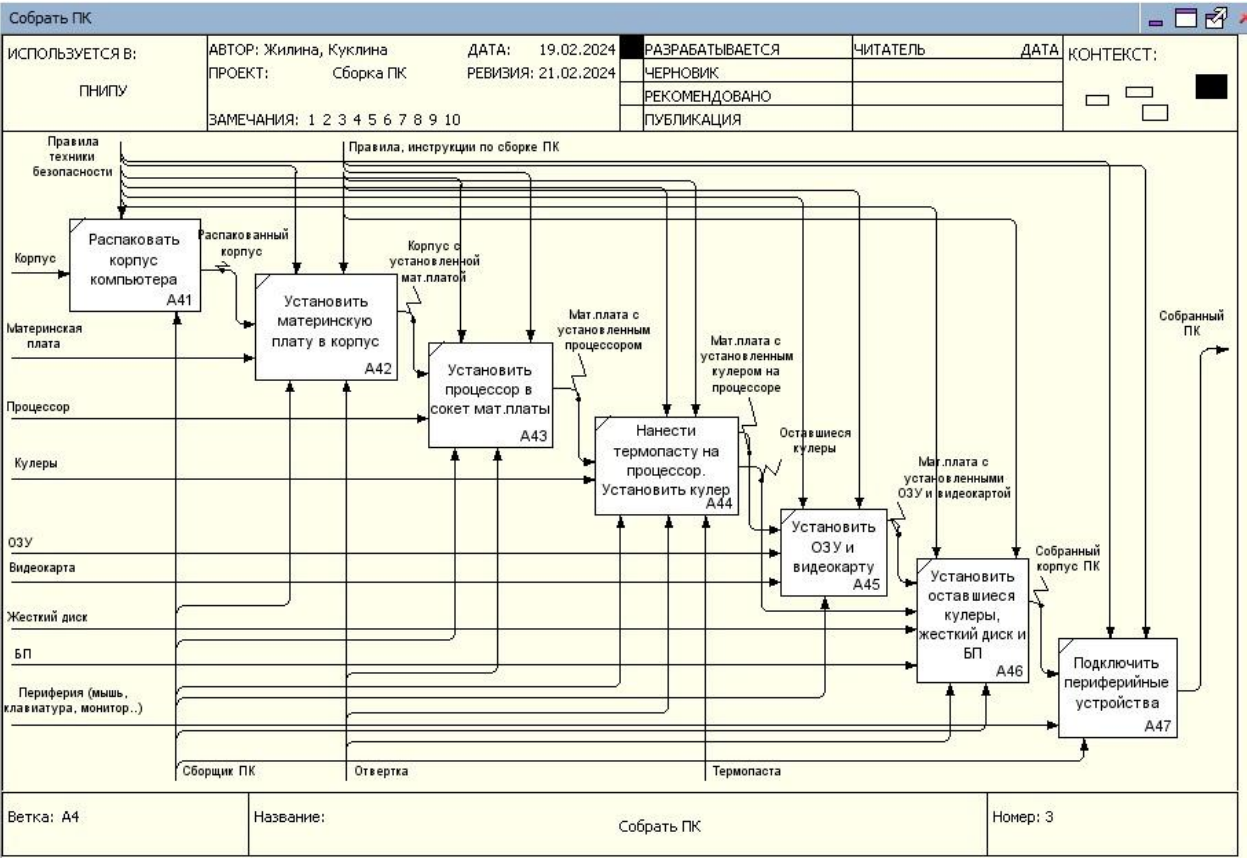 Собрать ПК
ИСПОЛЬЗУЕТСЯ В:
ПНИПУ
АВТОР: Жилина, Куклина
ДАТА: 19.02.2024
ПРОЕКТ: Сборка ПК
РЕВИЗИЯ: 21.02.2024
ЗАМЕЧАНИЯ: 1 2 3 4 5 6 7 8 9 10
РАЗРАБАТЫВАЕТСЯ
ЧЕРНОВИК
РЕКОМЕНДОВАНО
ПУБЛИКАЦИЯ
ЧИТАТЕЛЬ
ДАТА
КОНТЕКСТ:
Правила
техники
безопасности
Правила, инструкции по сборке ПК
Корпус
Распаковать
корпус
компьютера
A41
Распакованный
корпус
Материнская
плата
Установить
материнскую
плату в корпус
A42
Корпус с
установленной
мат.платой
Процессор
Установить
процессор в
сокет мат.платы
A43
Мат.плата с
установленным
процессором
Кулеры
Нанести
термопасту на
процессор.
Установить кулер
A44
Мат.плата с
установленным
кулером на
процессоре
Оставшиеся
кулеры
ОЗУ
Видеокарта
Установить
ОЗУ и
видеокарту
A45
Мат.плата с
установленными
ОЗУ и видеокартой
Жесткий диск
БП
Установить
оставшиеся
кулеры,
жесткий диск и
БП
A46
Собранный
корпус ПК
Периферия (мышь,
клавиатура, монитор..)
Подключить
периферийные
устройства
A47
Собранный
ПК
Сборщик ПК
Отвертка
Термопаста
Ветка: A4
Название:
Собрать ПК
Номер: 3